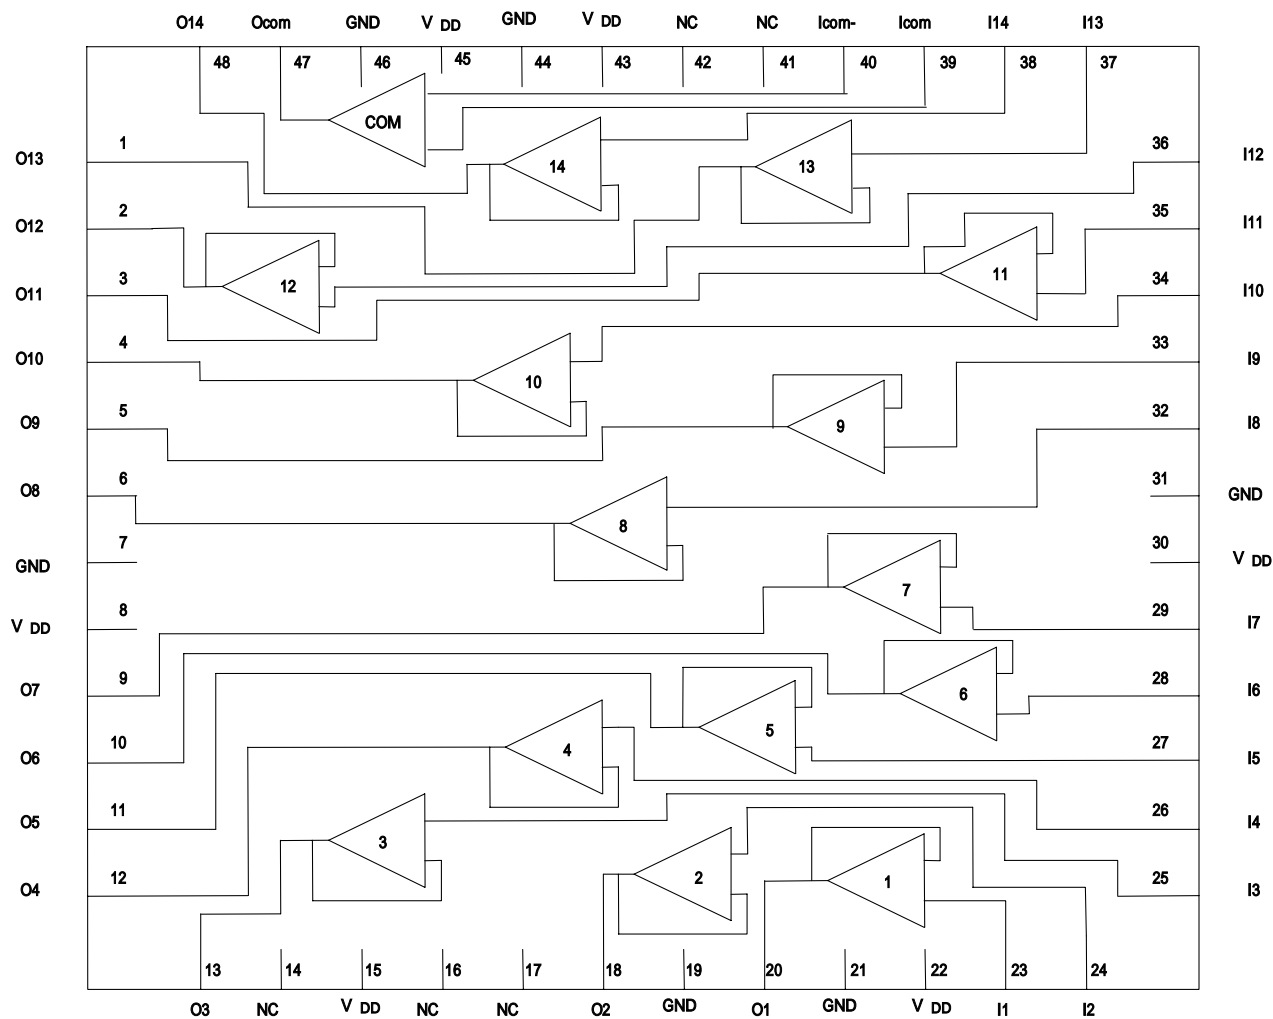 O14 Ocom GND V DD GND V DD NC NC Icom- Icom I14 I13
48 47 46 45 44 43 42 41 40 39 38 37
COM
1 14 13 36
O13 I12
2 35
O12 I11
3 12 11 34
O11 I10
4 33
O10 10 I9
5 32
O9 9 I8
6 31
O8 GND
8
7 30
GND V DD
7
8 29
V DD I7
9 28
O7 6 I6
10 5 27
O6 4 I5
11 26
O5 I4
3
12 2 1 25
O4 I3
13 14 15 16 17 18 19 20 21 22 23 24
O3 NC V DD NC NC O2 GND O1 GND V DD I1 I2